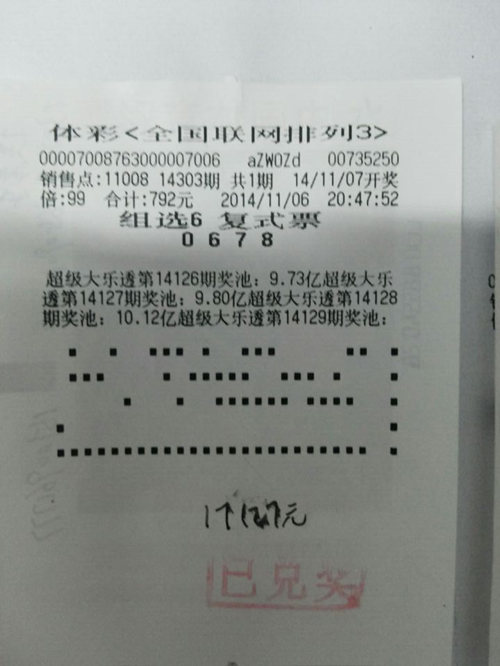 体彩<全国联网排列3>
00007008763000007006 aZWOZd 00735250
销售点:11008 14303期 共1期 14/11/07开奖
倍:99 合计:792元 2014/11/06 20:47:52
组选6 复式票
0 6 7 8
超级大乐透第14126期奖池：9.73亿超级大乐
透第14127期奖池：9.80亿超级大乐透第14128
期奖池：10.12亿超级大乐透第14129期奖池：
已兑奖